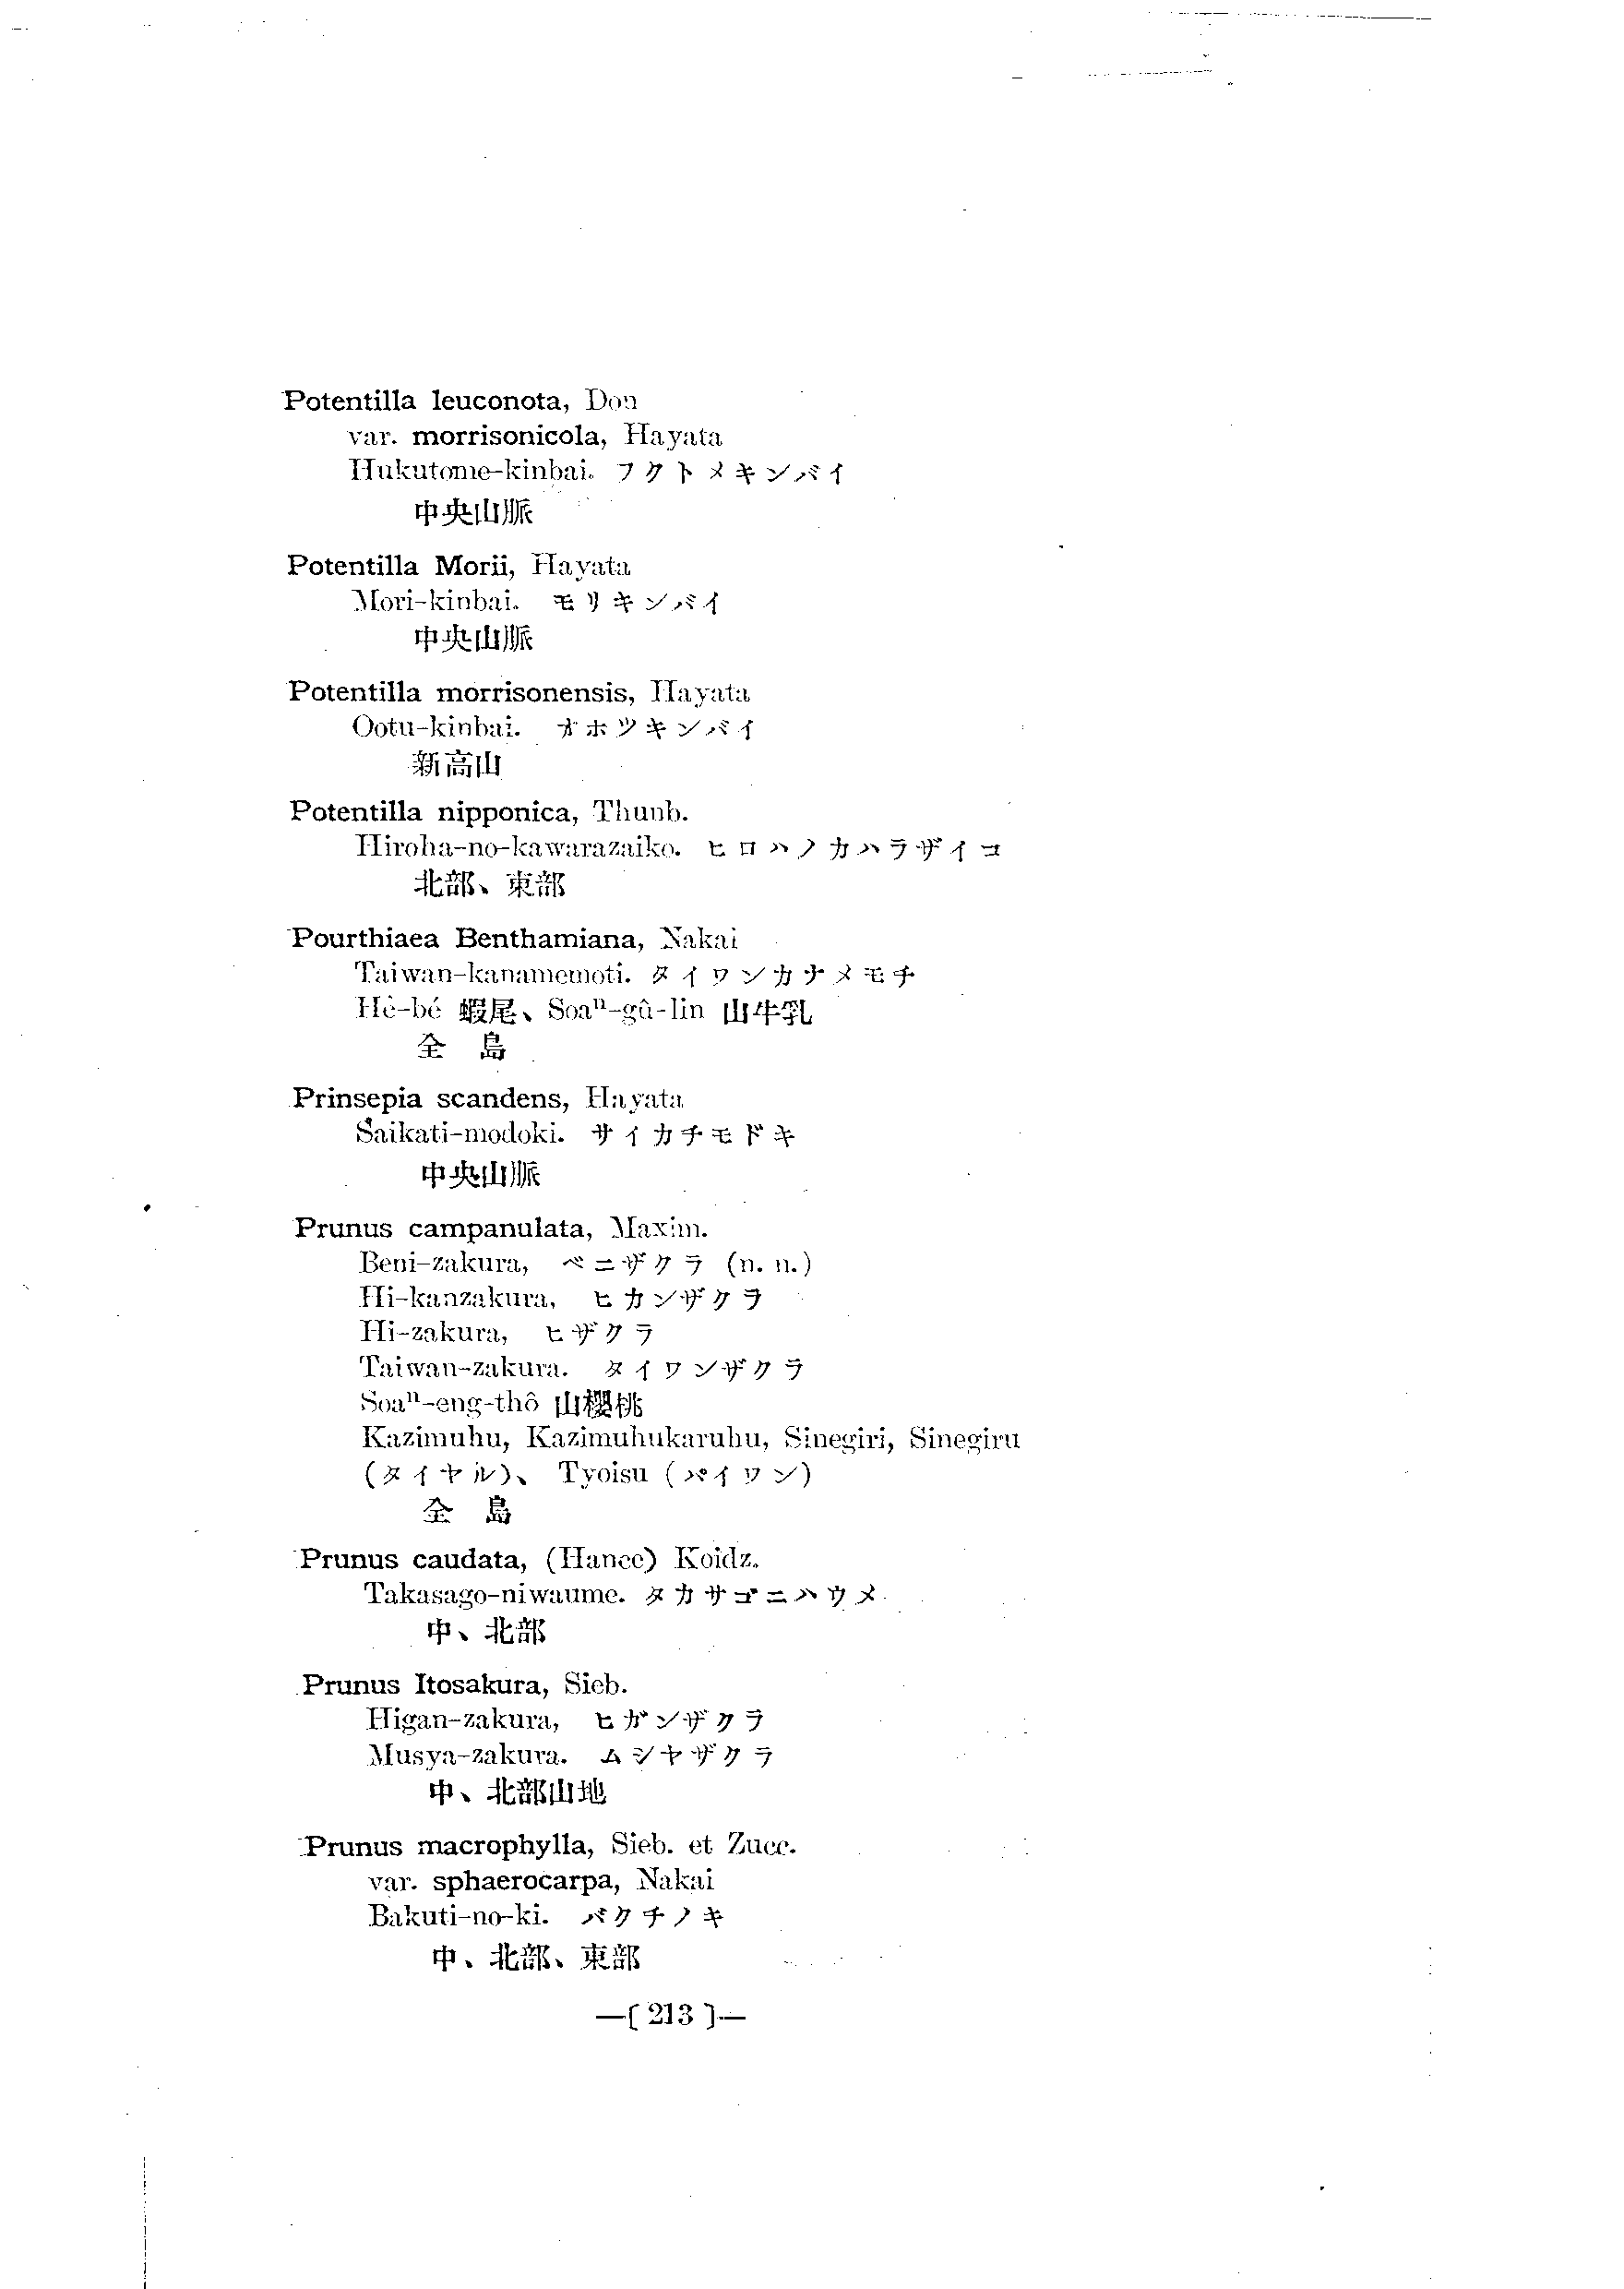 Potentilla leuconota, Don
var. morrisonicola, Hayata
Hukutome-kinbai. フクトメキンバイ
中央山脈
Potentilla Morii, Hayata
Mori-kinbai. モリキンバイ
中央山脈
Potentilla morrisonensis, Hayata
Ootu-kinbai. オホツキンバイ
新高山
Potentilla nipponica, Thunb.
Hiroha-no-kawarazaiko. ヒロハノカハラザイコ
北部、東部
Pourthiaea Benthamiana, Nakai
Taiwan-kanamemoti. タイワンカナメモチ
Hê-bé 蝦尾、Soaⁿ-gû-lin 山牛乳
全 島
Prinsepia scandens, Hayata
Saikati-modoki. サイカチモドキ
中央山脈
Prunus campanulata, Maxim.
Beni-zakura, ベニザクラ (n. n.)
Hi-kanzakura, ヒカンザクラ
Hi-zakura, ヒザクラ
Taiwan-zakura. タイワンザクラ
Soaⁿ-eng-thô 山櫻桃
Kazimuhu, Kazimuhukaruhu, Sinegiri, Sinegiru
(タイヤル)、 Tyoisu (パイワン)
全 島
Prunus caudata, (Hance) Koidz.
Takasago-niwaume. タカサゴニハウメ
中、北部
Prunus Itosakura, Sieb.
Higan-zakura, ヒガンザクラ
Musya-zakura. ムシヤザクラ
中、北部山地
Prunus macrophylla, Sieb. et Zucc.
var. sphaerocarpa, Nakai
Bakuti-no-ki. バクチノキ
中、北部、東部
—( 213 )—